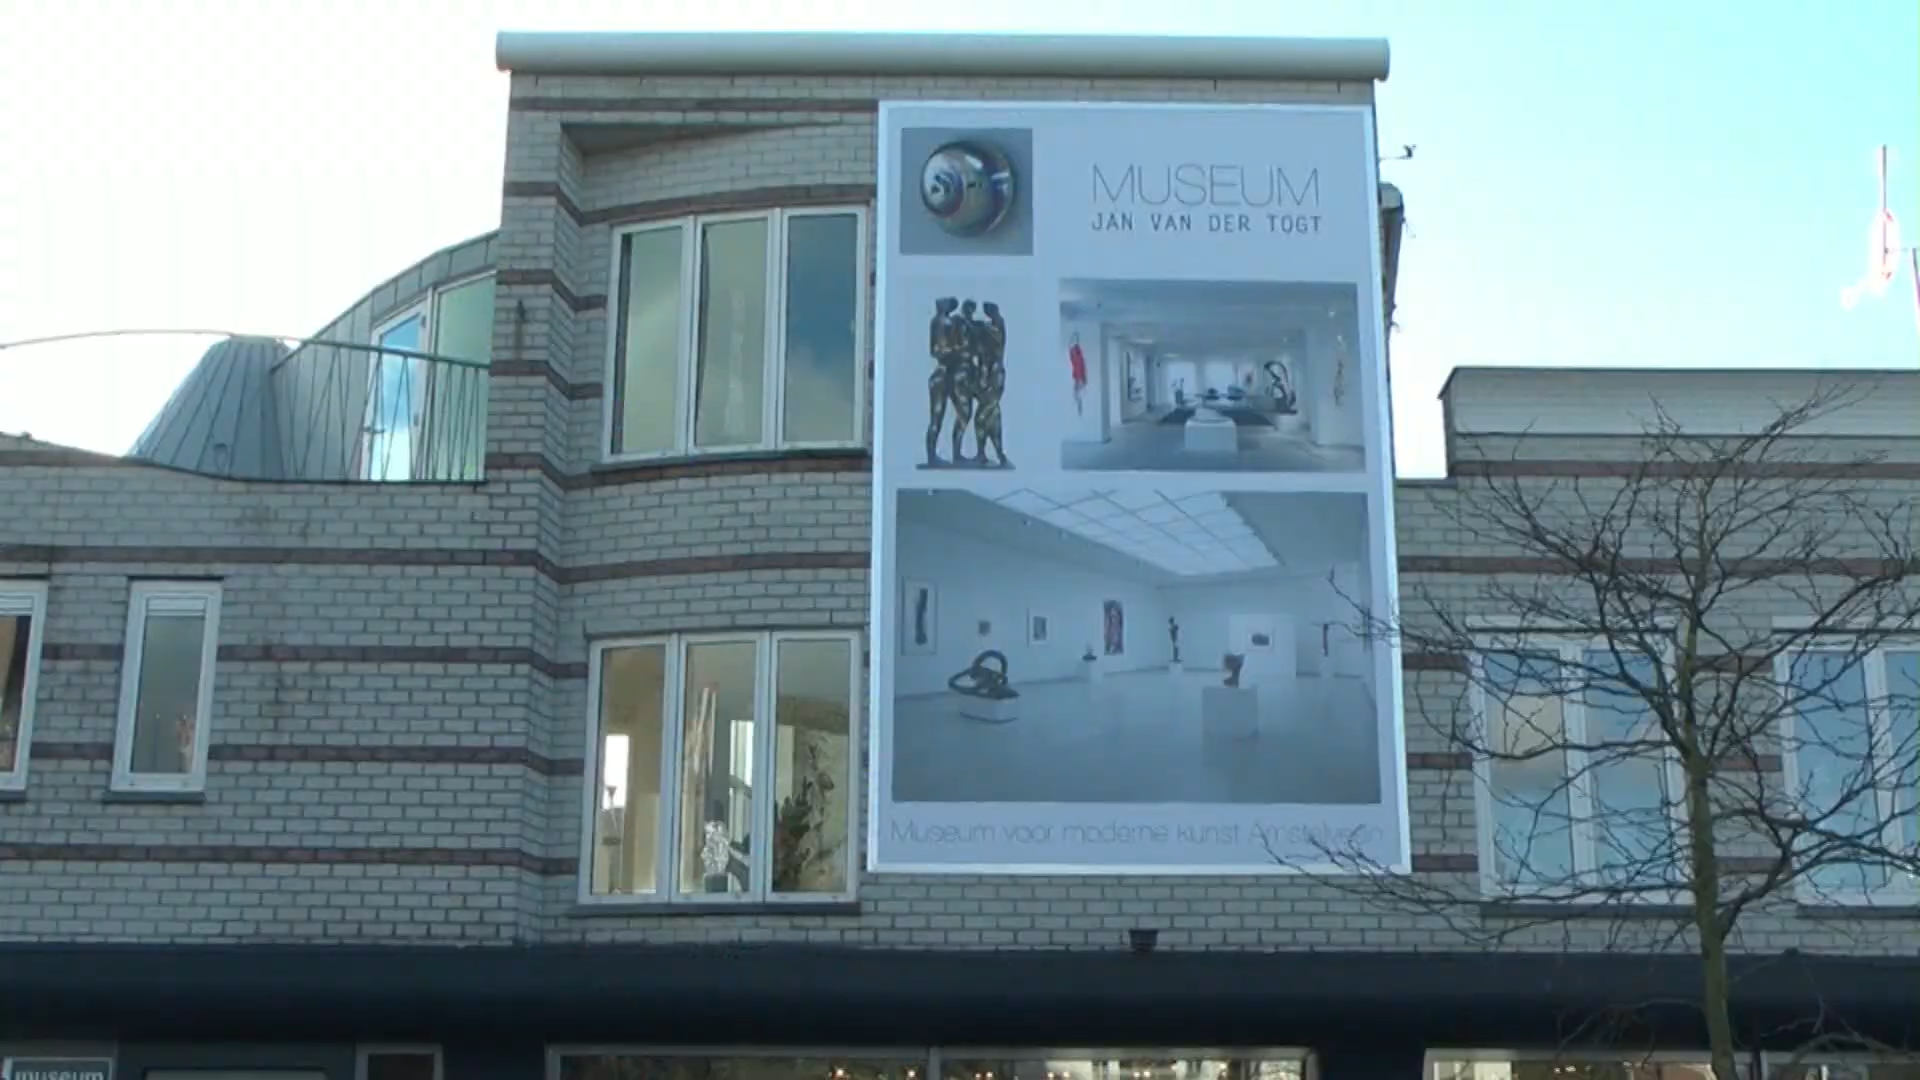 MUSEUM
JAN VAN DER TOGT
Museum voor moderne kunst Amstelveen
museum